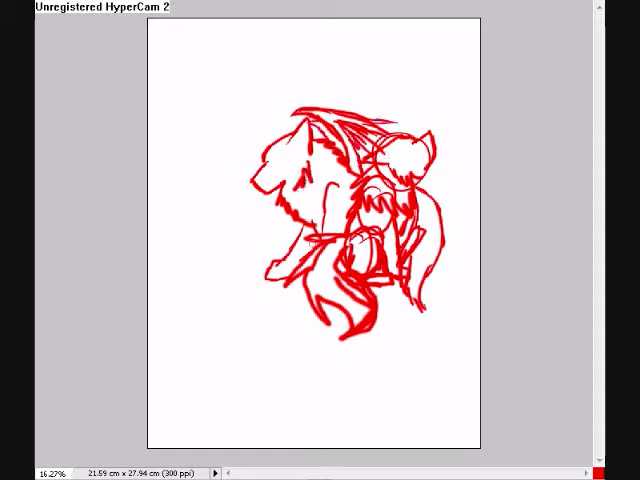 Unregistered HyperCam 2
16.27%
21.59 cm x 27.94 cm (300 ppi)